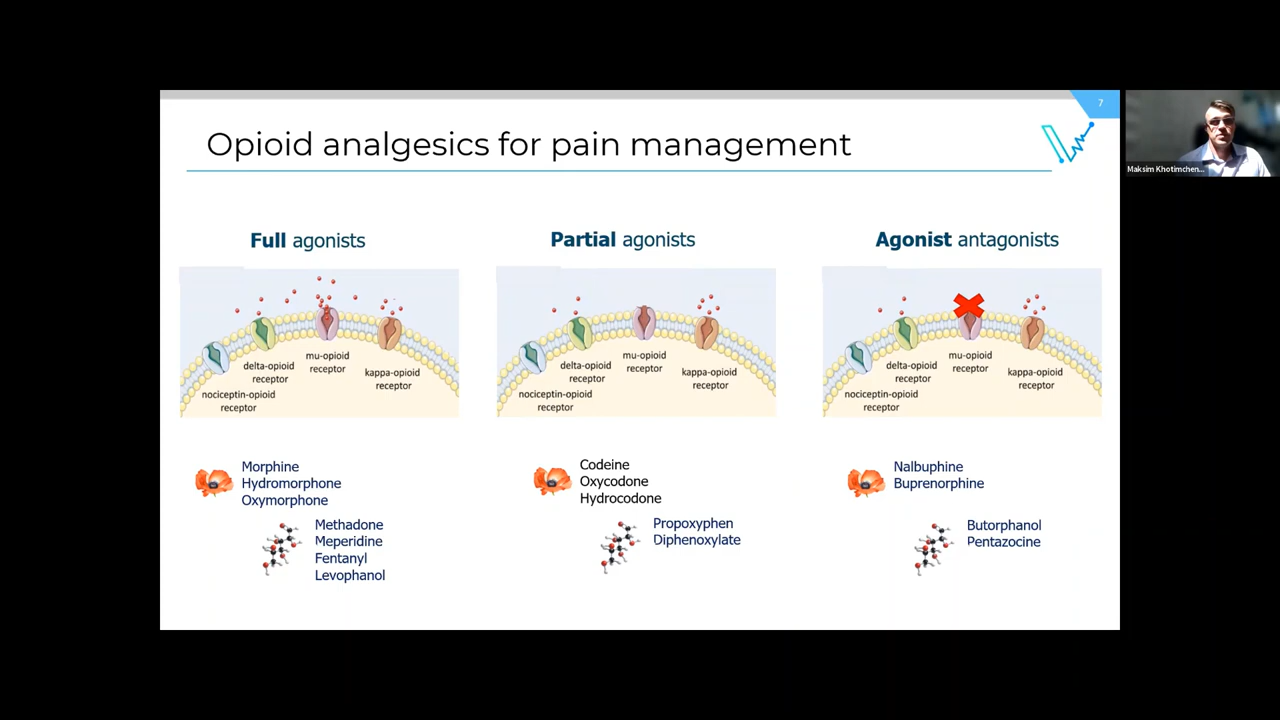 7
Opioid analgesics for pain management
Maksim Khotimchen...
Full agonists
delta-opioid
receptor
mu-opioid
receptor
kappa-opioid
receptor
nociceptin-opioid
receptor
Morphine
Hydromorphone
Oxymorphone
Methadone
Meperidine
Fentanyl
Levophanol
Partial agonists
delta-opioid
receptor
mu-opioid
receptor
kappa-opioid
receptor
nociceptin-opioid
receptor
Codeine
Oxycodone
Hydrocodone
Propoxyphen
Diphenoxylate
Agonist antagonists
delta-opioid
receptor
mu-opioid
receptor
kappa-opioid
receptor
nociceptin-opioid
receptor
Nalbuphine
Buprenorphine
Butorphanol
Pentazocine